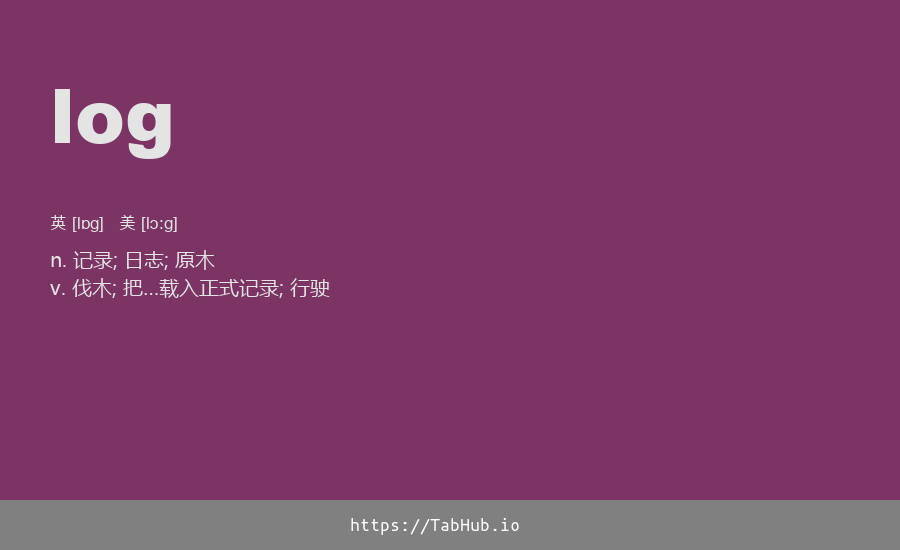 log
英 [lɒg] 美 [lɔːg]
n. 记录; 日志; 原木
v. 伐木; 把…载入正式记录; 行驶
https://TabHub.io